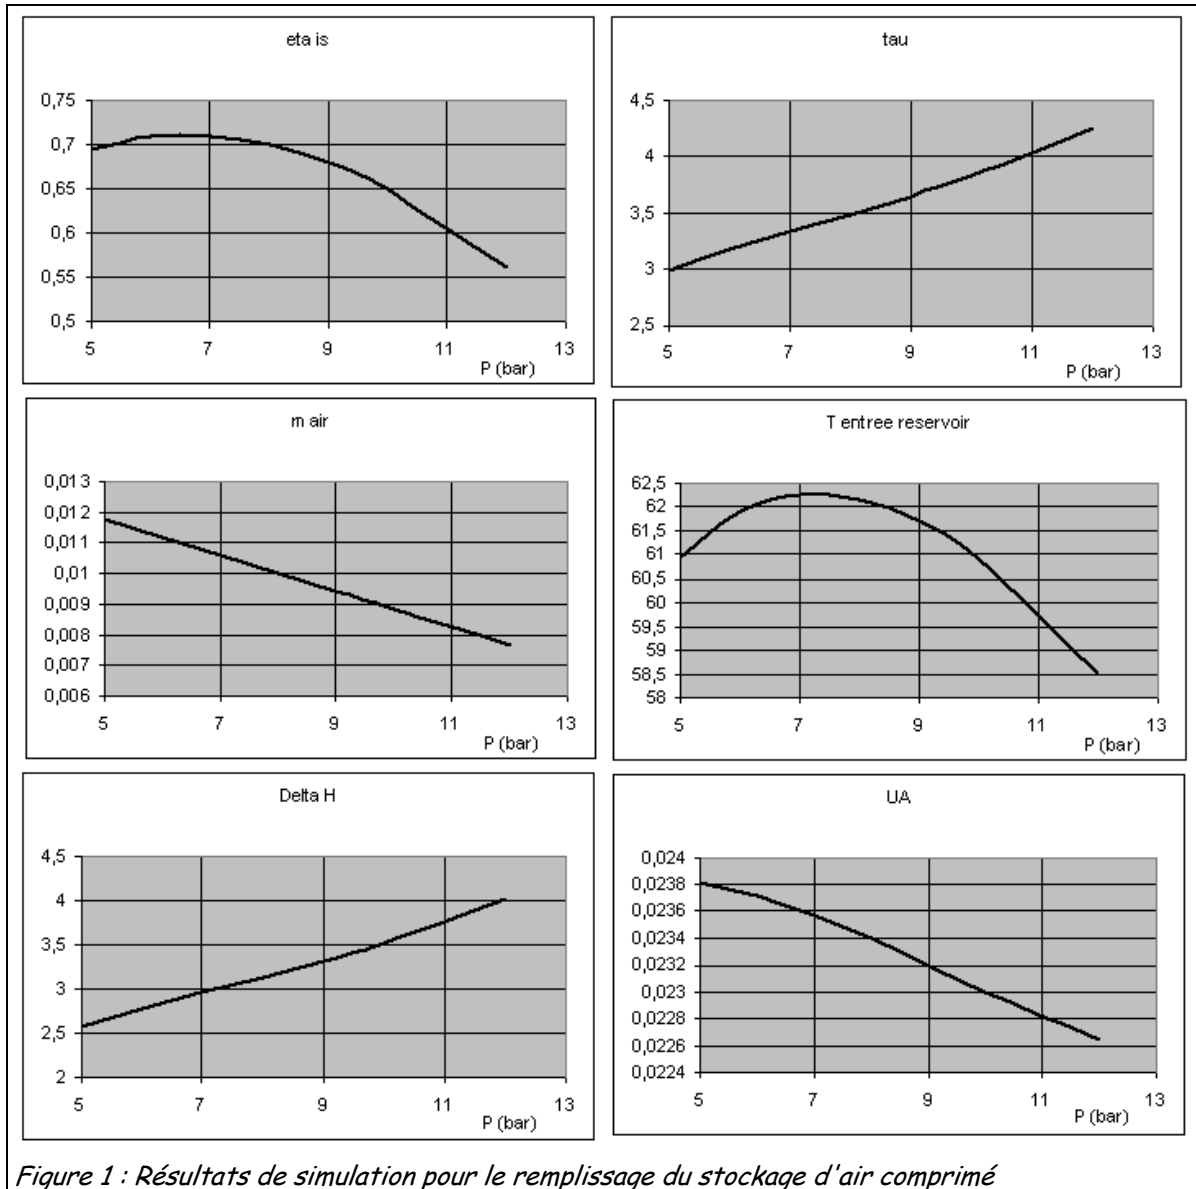 eta is
0,75
0,7
0,65
0,6
0,55
0,5
5 7 9 11 13
P (bar)
tau
4,5
4
3,5
3
2,5
5 7 9 11 13
P (bar)
m air
0,013
0,012
0,011
0,01
0,009
0,008
0,007
0,006
5 7 9 11 13
P (bar)
T entree reservoir
62,5
62
61,5
61
60,5
60
59,5
59
58,5
58
5 7 9 11 13
P (bar)
Delta H
4,5
4
3,5
3
2,5
2
5 7 9 11 13
P (bar)
UA
0,024
0,0238
0,0236
0,0234
0,0232
0,023
0,0228
0,0226
0,0224
5 7 9 11 13
P (bar)
Figure 1 : Résultats de simulation pour le remplissage du stockage d'air comprimé